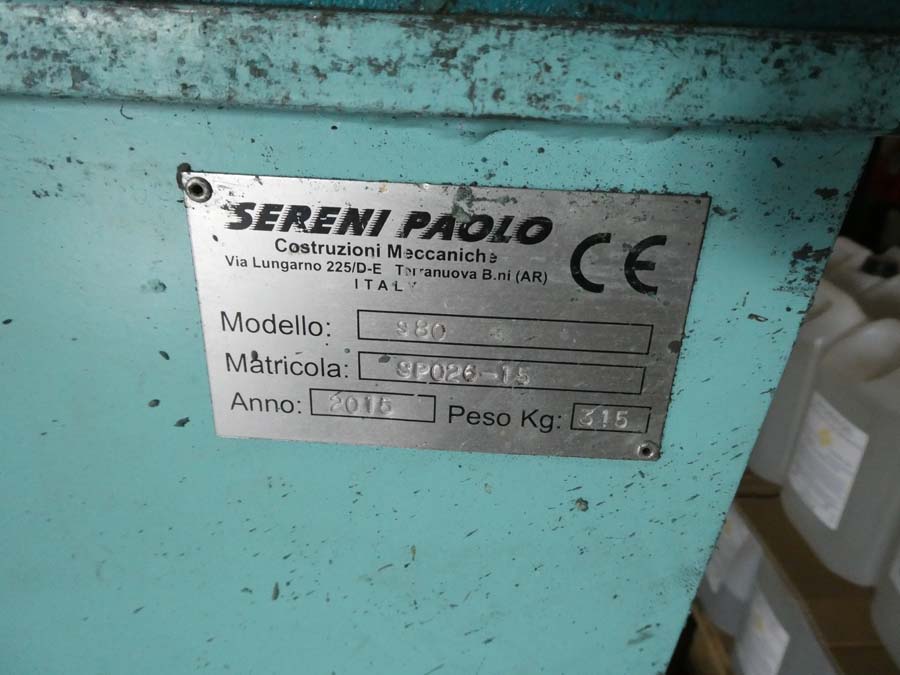 SERENI PAOLO
Costruzioni Meccaniche
Via Lungarno 225/D-E Terranuova B.ni (AR)
ITALY
CE
Modello: S80
Matricola: SP026-15
Anno: 2015 Peso Kg: 315